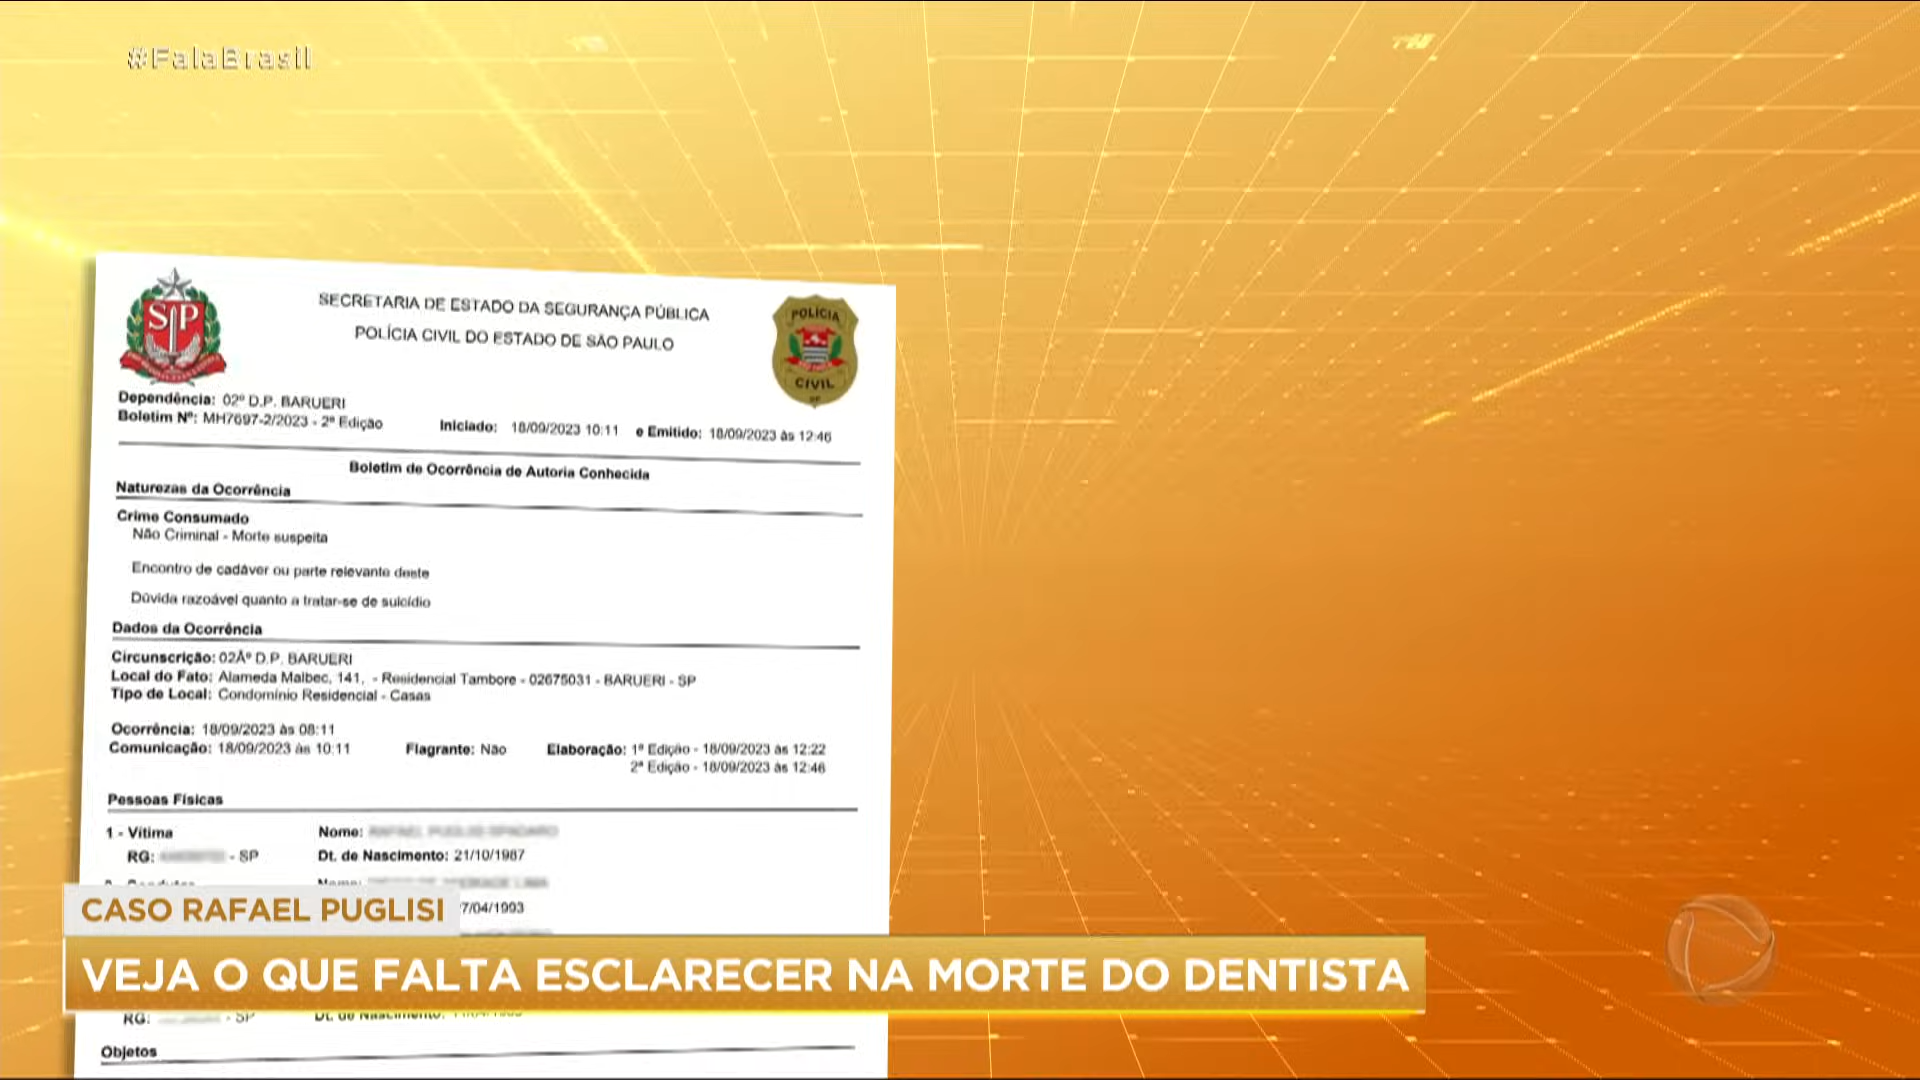 #FalaBrasil
SECRETARIA DE ESTADO DA SEGURANÇA PÚBLICA
POLÍCIA CIVIL DO ESTADO DE SÃO PAULO
SP
POLÍCIA
CIVIL
SP
Dependência: 02º D.P. BARUERI
Boletim Nº: MH7697-2/2023 - 2ª Edição Iniciado: 18/09/2023 10:11 e Emitido: 18/09/2023 às 12:46
Boletim de Ocorrência de Autoria Conhecida
Naturezas da Ocorrência
Crime Consumado
Não Criminal - Morte suspeita
Encontro de cadáver ou parte relevante deste
Dúvida razoável quanto a tratar-se de suicídio
Dados da Ocorrência
Circunscrição: 02Âº D.P. BARUERI
Local do Fato: Alameda Malbec, 141, - Residencial Tambore - 02675031 - BARUERI - SP
Tipo de Local: Condomínio Residencial - Casas
Ocorrência: 18/09/2023 às 08:11
Comunicação: 18/09/2023 às 10:11 Flagrante: Não Elaboração: 1ª Edição - 18/09/2023 às 12:22
2ª Edição - 18/09/2023 às 12:46
Pessoas Físicas
1 - Vítima Nome:
RG: - SP Dt. de Nascimento: 21/10/1987
7/04/1993
CASO RAFAEL PUGLISI
VEJA O QUE FALTA ESCLARECER NA MORTE DO DENTISTA
RG: - SP Dt. de Nascimento:
Objetos